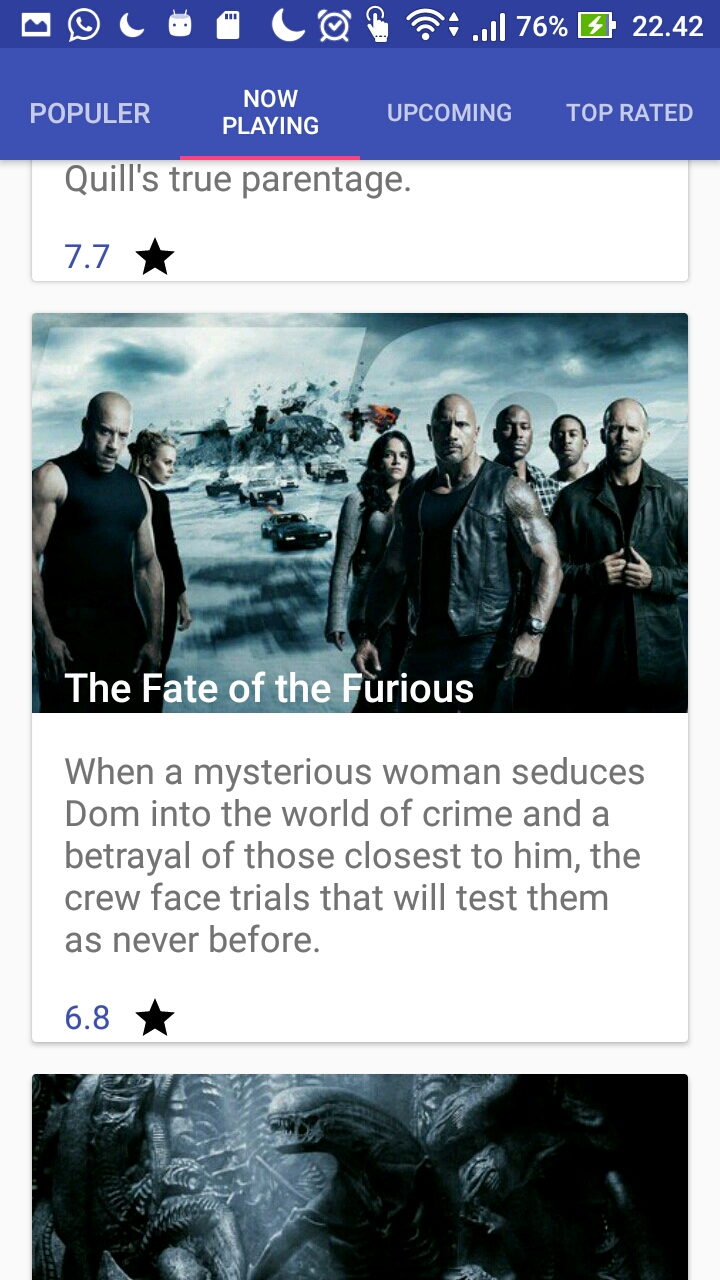 76% 22.42
POPULER
NOW
PLAYING
UPCOMING
TOP RATED
Quill's true parentage.
7.7
The Fate of the Furious
When a mysterious woman seduces
Dom into the world of crime and a
betrayal of those closest to him, the
crew face trials that will test them
as never before.
6.8